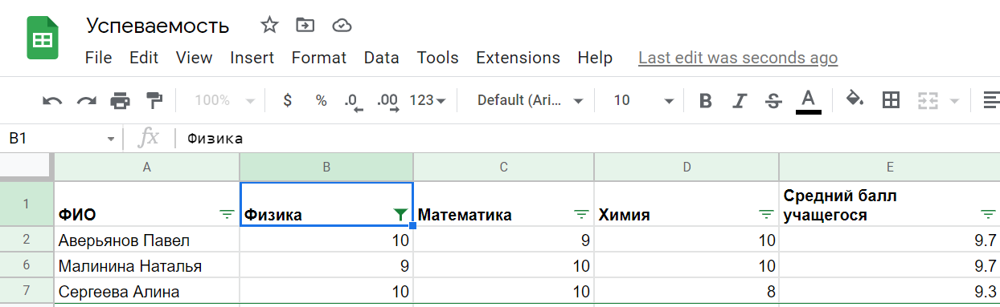 Успеваемость
File Edit View Insert Format Data Tools Extensions Help Last edit was seconds ago
100% $ % .0 .00 123 Default (Ari... 10 B I S A
B1 fx Физика
A B C D E
1 ФИО Физика Математика Химия Средний балл
учащегося
2 Аверьянов Павел 10 9 10 9.7
6 Малинина Наталья 9 10 10 9.7
7 Сергеева Алина 10 10 8 9.3